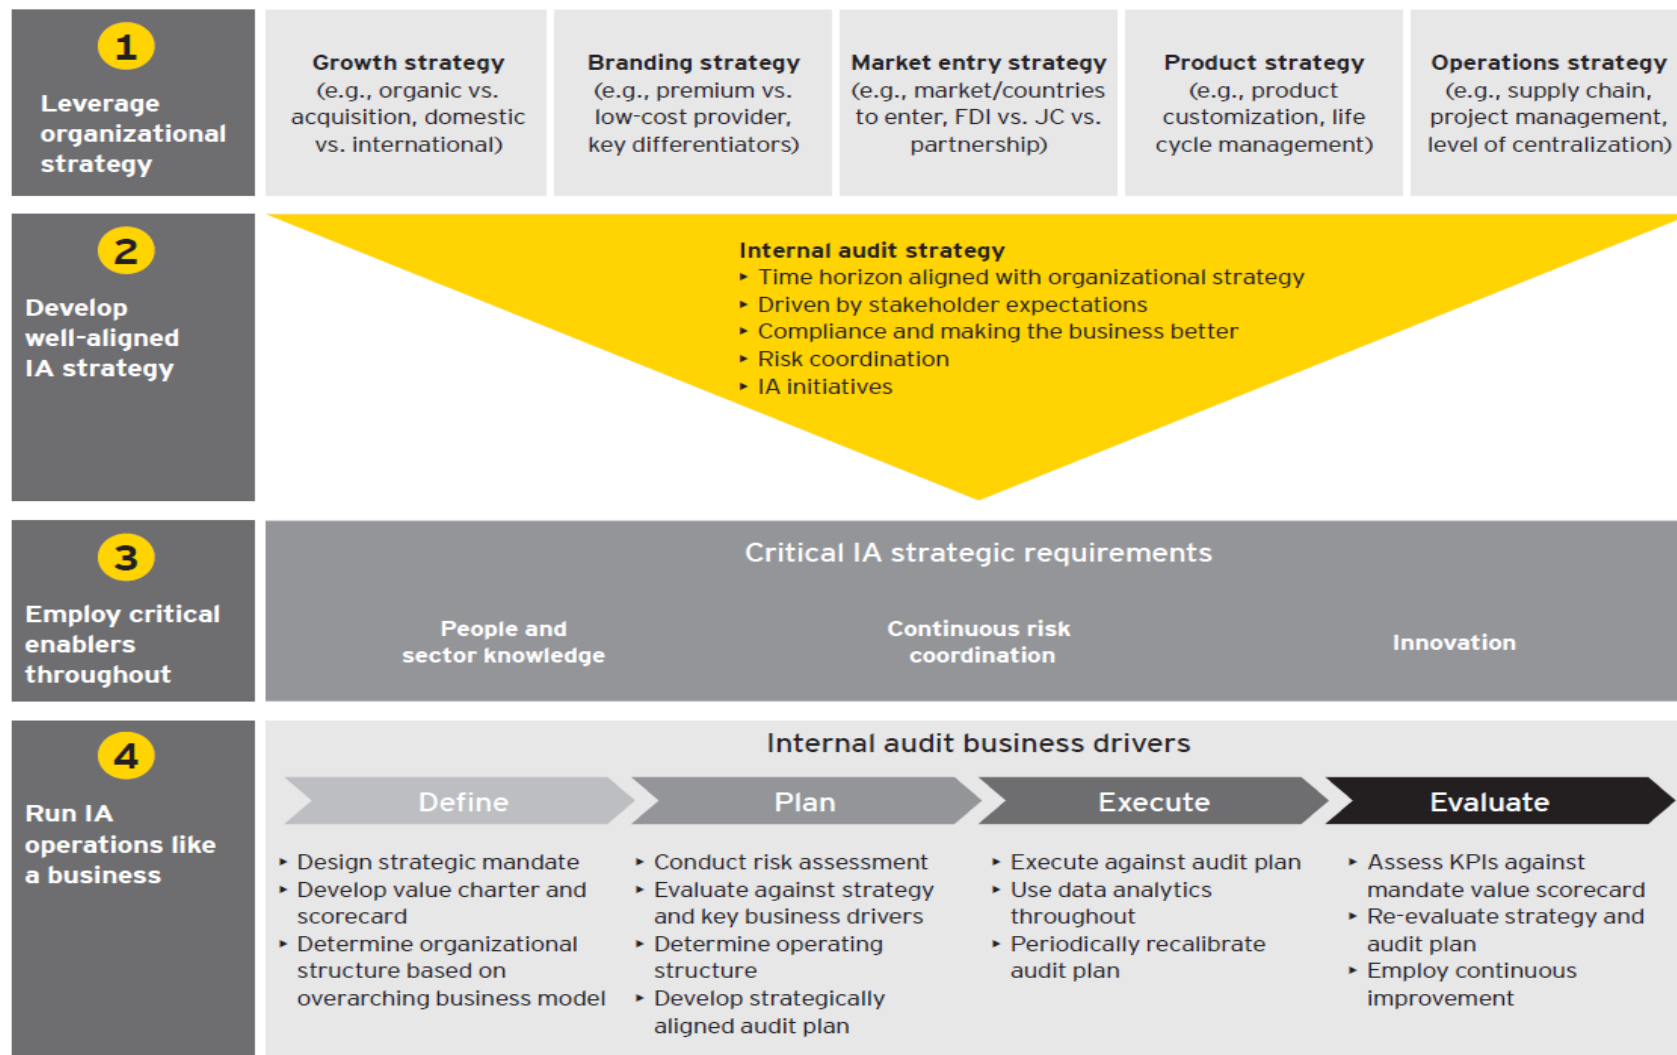 1
Leverage
organizational
strategy
Growth strategy
(e.g., organic vs.
acquisition, domestic
vs. international)
Branding strategy
(e.g., premium vs.
low-cost provider,
key differentiators)
Market entry strategy
(e.g., market/countries
to enter, FDI vs. JC vs.
partnership)
Product strategy
(e.g., product
customization, life
cycle management)
Operations strategy
(e.g., supply chain,
project management,
level of centralization)
2
Develop
well-aligned
IA strategy
Internal audit strategy
▸ Time horizon aligned with organizational strategy
▸ Driven by stakeholder expectations
▸ Compliance and making the business better
▸ Risk coordination
▸ IA initiatives
3
Employ critical
enablers
throughout
Critical IA strategic requirements
People and
sector knowledge
Continuous risk
coordination
Innovation
4
Run IA
operations like
a business
Internal audit business drivers
Define
▸ Design strategic mandate
▸ Develop value charter and
scorecard
▸ Determine organizational
structure based on
overarching business model
Plan
▸ Conduct risk assessment
▸ Evaluate against strategy
and key business drivers
▸ Determine operating
structure
▸ Develop strategically
aligned audit plan
Execute
▸ Execute against audit plan
▸ Use data analytics
throughout
▸ Periodically recalibrate
audit plan
Evaluate
▸ Assess KPIs against
mandate value scorecard
▸ Re-evaluate strategy and
audit plan
▸ Employ continuous
improvement